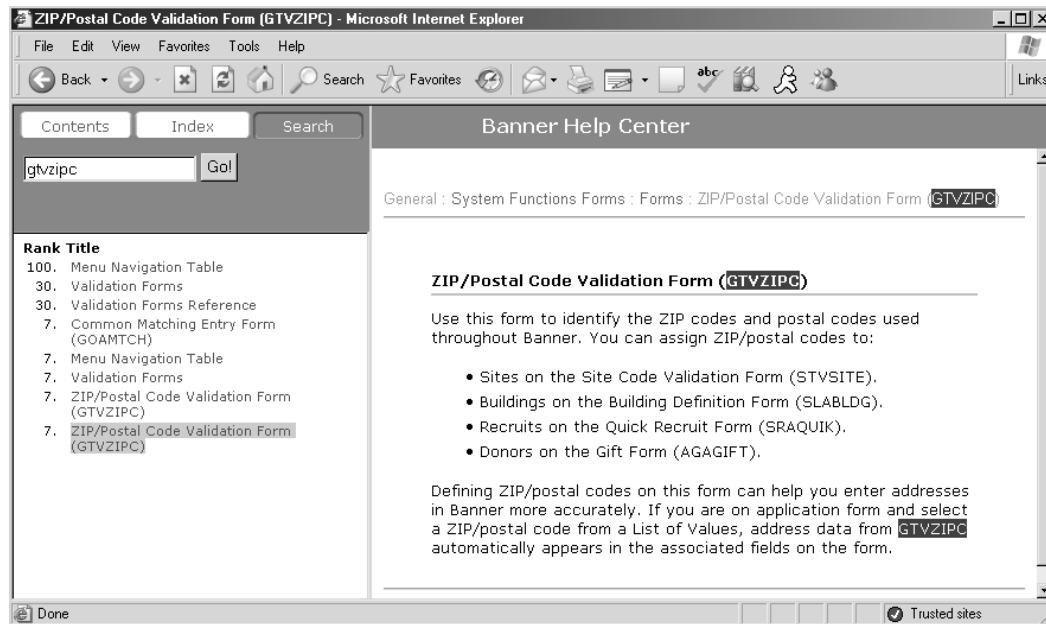 ZIP/Postal Code Validation Form (GTVZIPC) - Microsoft Internet Explorer
File Edit View Favorites Tools Help
Back Search Favorites abc Links
Contents Index Search
Banner Help Center
gtvzipc Go!
General : System Functions Forms : Forms : ZIP/Postal Code Validation Form (GTVZIPC)
Rank Title
100. Menu Navigation Table
30. Validation Forms
30. Validation Forms Reference
7. Common Matching Entry Form
(GOAMTCH)
7. Menu Navigation Table
7. Validation Forms
7. ZIP/Postal Code Validation Form
(GTVZIPC)
7. ZIP/Postal Code Validation Form
(GTVZIPC)
ZIP/Postal Code Validation Form (GTVZIPC)
Use this form to identify the ZIP codes and postal codes used
throughout Banner. You can assign ZIP/postal codes to:
• Sites on the Site Code Validation Form (STVSITE).
• Buildings on the Building Definition Form (SLABLDG).
• Recruits on the Quick Recruit Form (SRAQUIK).
• Donors on the Gift Form (AGAGIFT).
Defining ZIP/postal codes on this form can help you enter addresses
in Banner more accurately. If you are on application form and select
a ZIP/postal code from a List of Values, address data from GTVZIPC
automatically appears in the associated fields on the form.
Done Trusted sites